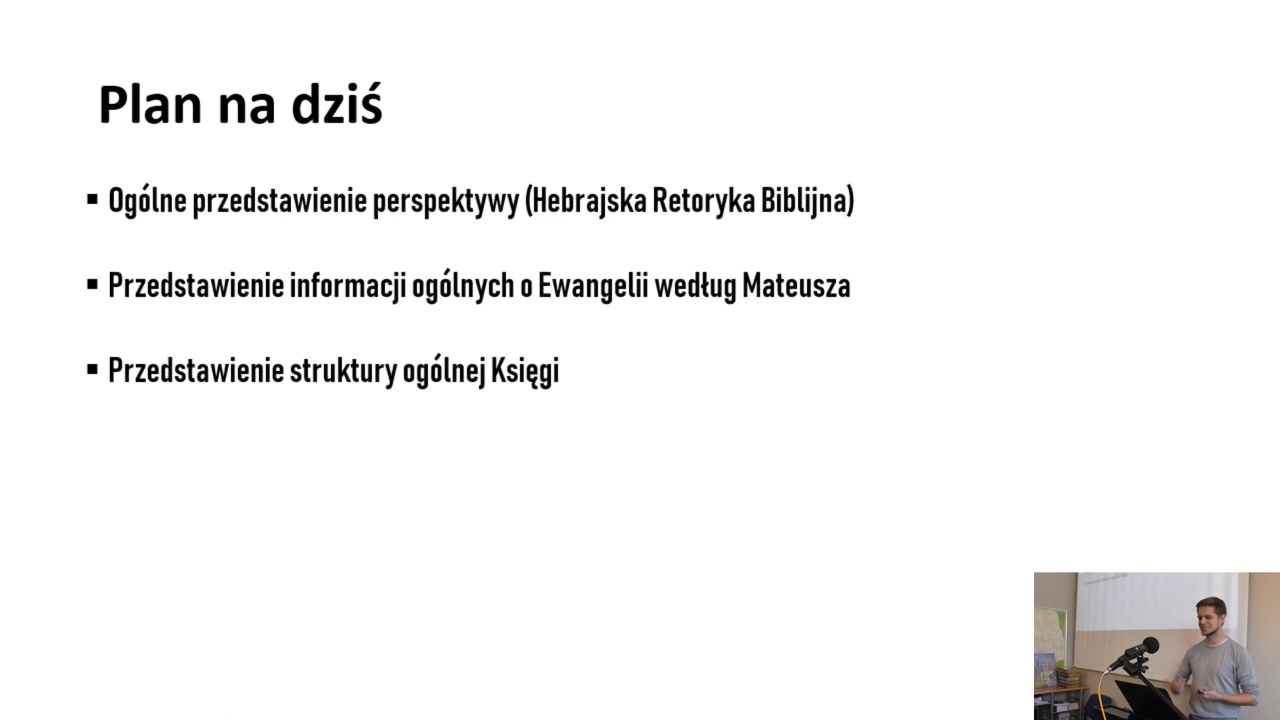 Plan na dziś
▪ Ogólne przedstawienie perspektywy (Hebrajska Retoryka Biblijna)
▪ Przedstawienie informacji ogólnych o Ewangelii według Mateusza
▪ Przedstawienie struktury ogólnej Księgi